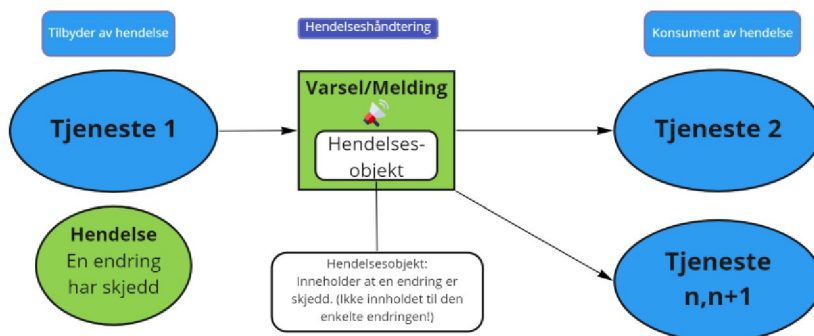 Tilbyder av hendelse
Hendelseshåndtering
Konsument av hendelse
Tjeneste 1
Varsel/Melding
Hendelses-
objekt
Tjeneste 2
Hendelse
En endring
har skjedd
Hendelsesobjekt:
Inneholder at en endring er
skjedd. (Ikke innholdet til den
enkelte endringen!)
Tjeneste
n,n+1